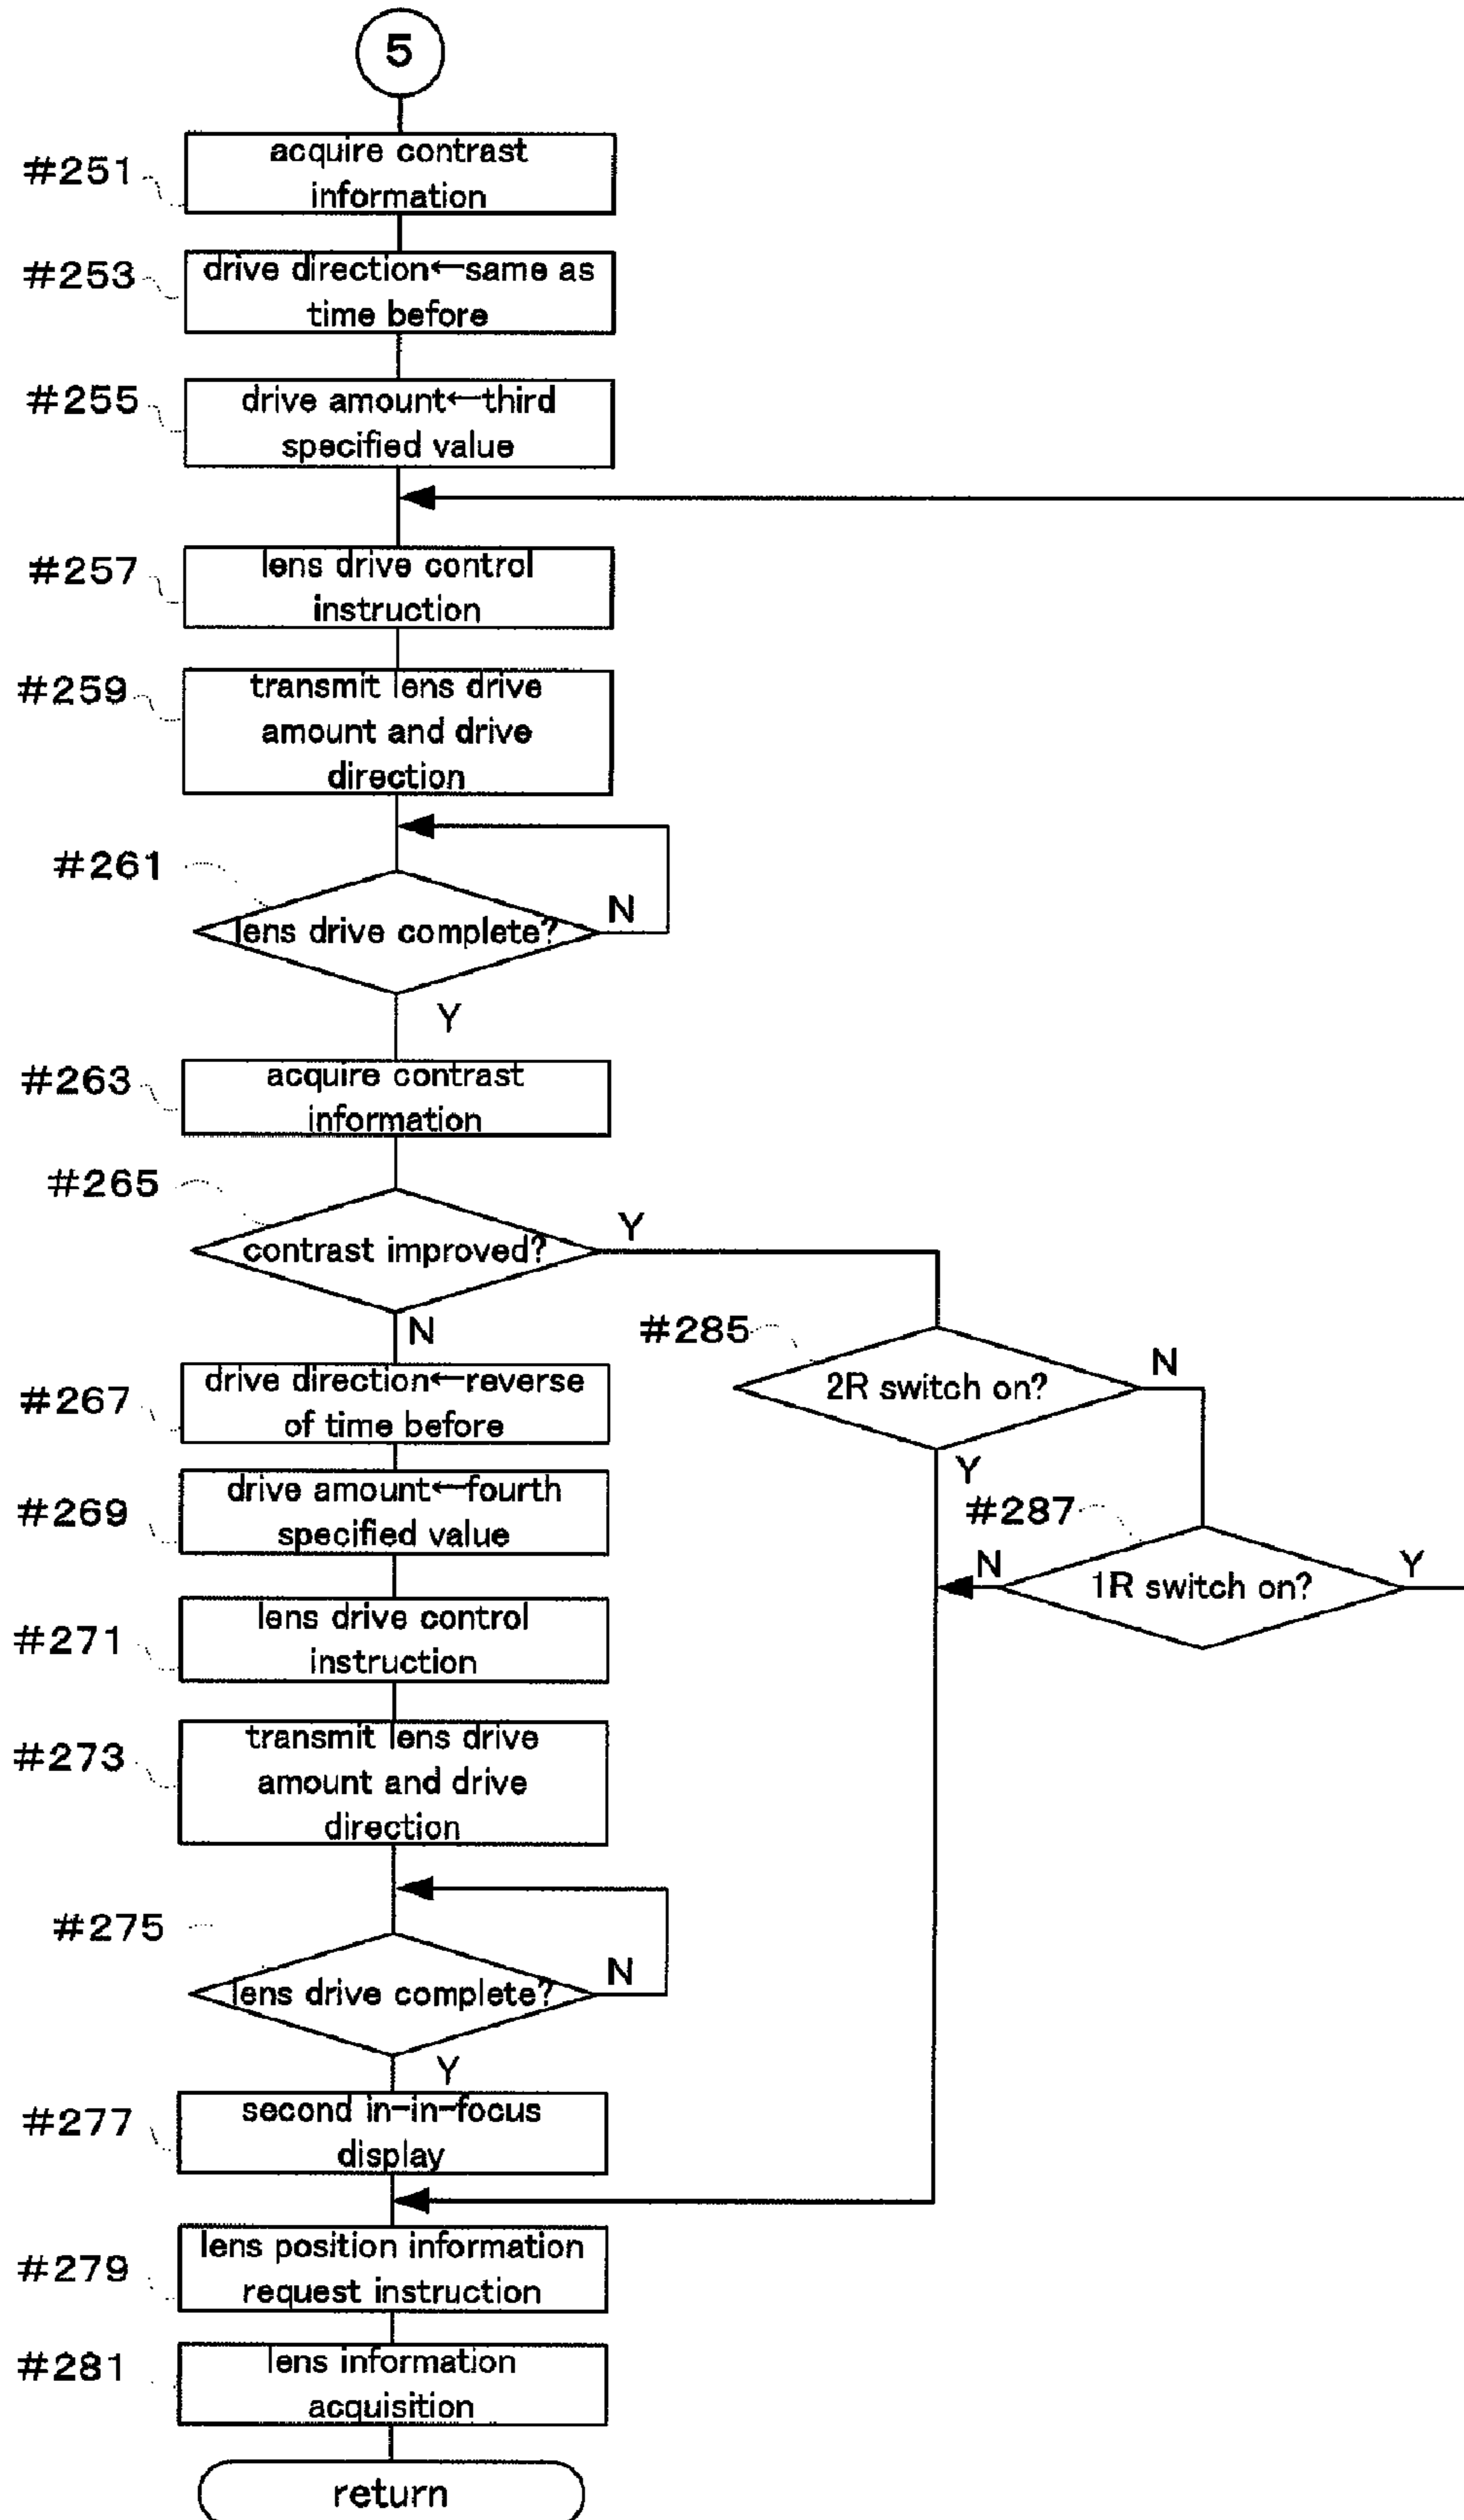 5
#251
acquire contrast
information
#253
drive direction←same as
time before
#255
drive amount←third
specified value
#257
lens drive control
instruction
#259
transmit lens drive
amount and drive
direction
#261
lens drive complete?
N
Y
#263
acquire contrast
information
#265
contrast improved?
Y
N
#285
2R switch on?
N
Y
#267
drive direction←reverse
of time before
#287
1R switch on?
N
Y
#269
drive amount←fourth
specified value
#271
lens drive control
instruction
#273
transmit lens drive
amount and drive
direction
#275
lens drive complete?
N
Y
#277
second in-in-focus
display
#279
lens position information
request instruction
#281
lens information
acquisition
return